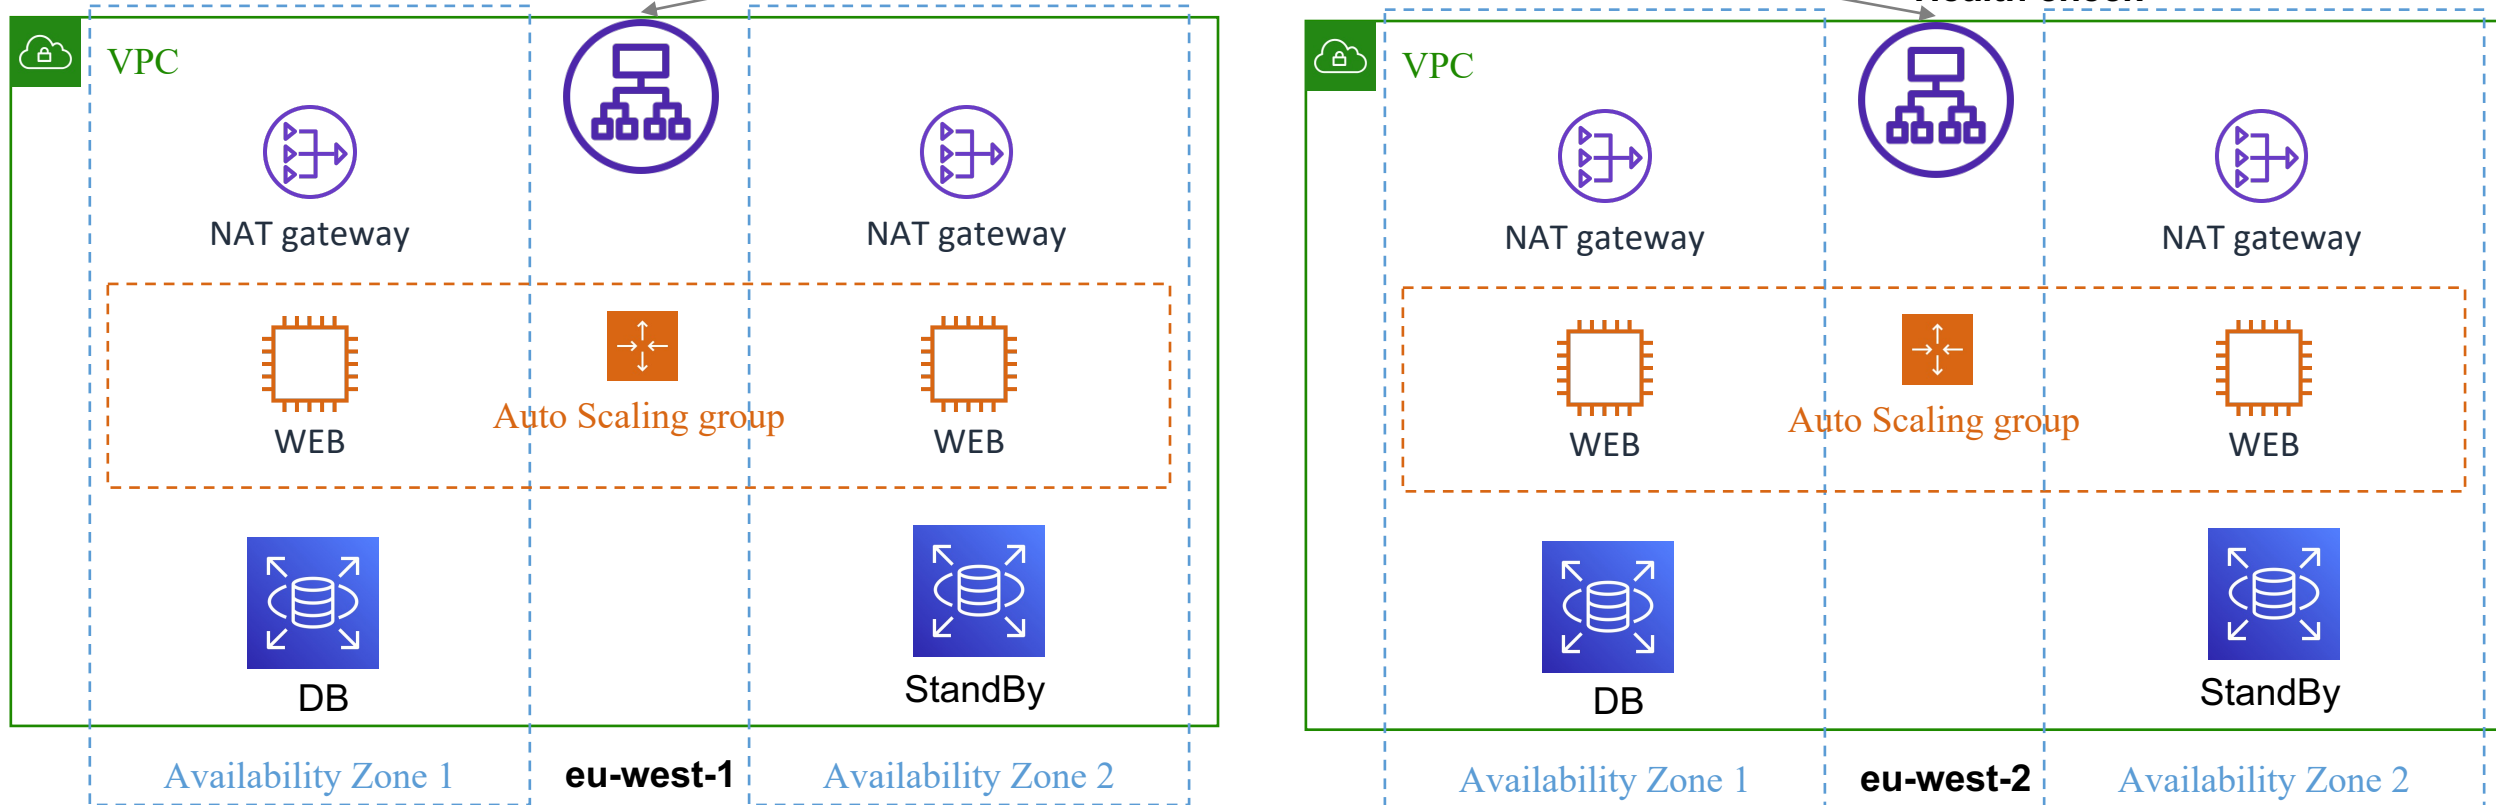 VPC
NAT gateway
NAT gateway
WEB
Auto Scaling group
WEB
DB
StandBy
Availability Zone 1
eu-west-1
Availability Zone 2
VPC
NAT gateway
NAT gateway
WEB
Auto Scaling group
WEB
DB
StandBy
Availability Zone 1
eu-west-2
Availability Zone 2